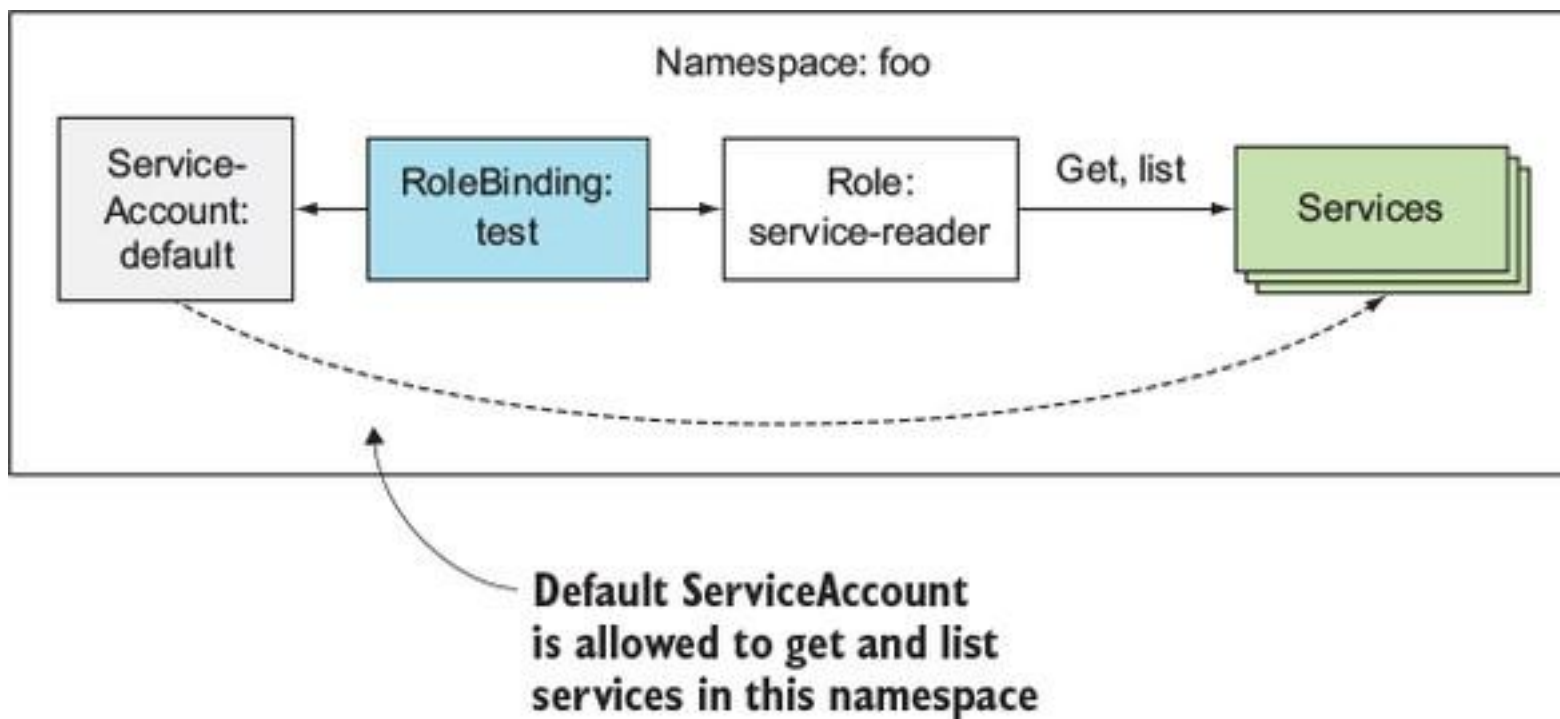 Namespace: foo
Service-
Account:
default
RoleBinding:
test
Role:
service-reader
Get, list
Services
Default ServiceAccount
is allowed to get and list
services in this namespace